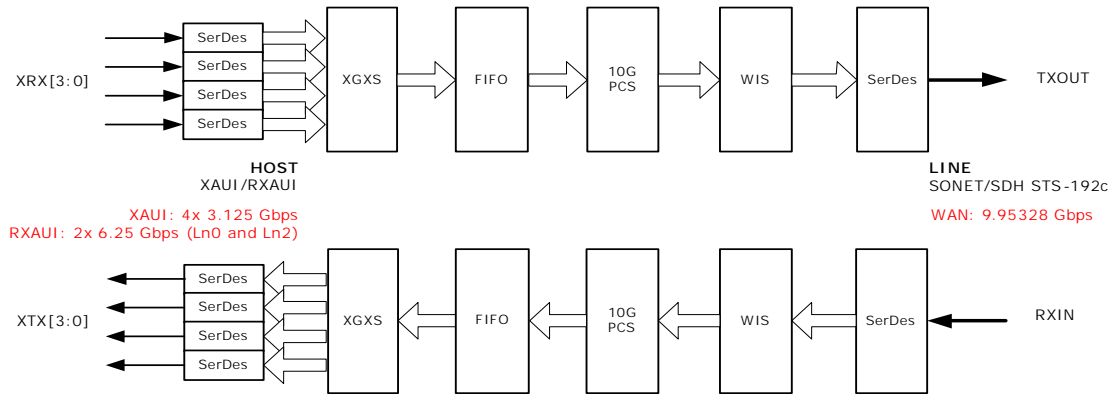 SerDes
SerDes
SerDes
SerDes
XRX[3:0]
XGXS
FIFO
10G
PCS
WIS
SerDes
TXOUT
HOST
XAUI/RXAUI
XAUI: 4x 3.125 Gbps
RXAUI: 2x 6.25 Gbps (Ln0 and Ln2)
LINE
SONET/SDH STS-192c
WAN: 9.95328 Gbps
SerDes
SerDes
SerDes
SerDes
XTX[3:0]
XGXS
FIFO
10G
PCS
WIS
SerDes
RXIN